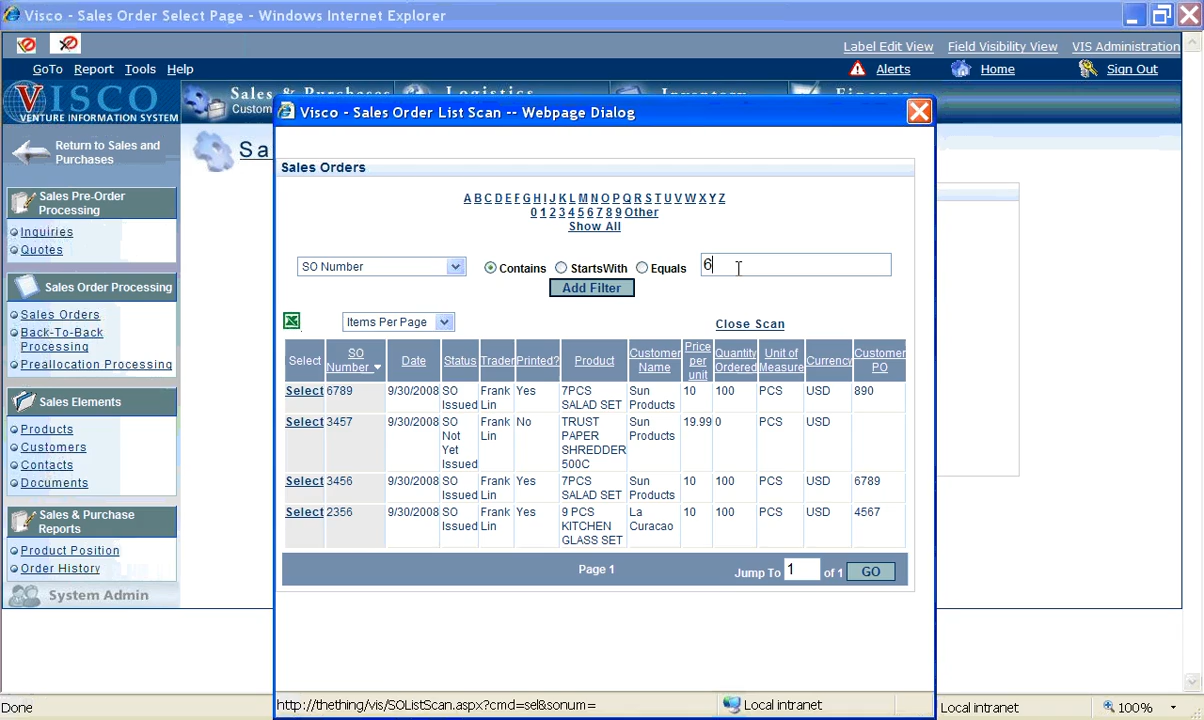 Visco - Sales Order Select Page - Windows Internet Explorer
Label Edit View Field Visibility View VIS Administration
GoTo Report Tools Help
Alerts Home Sign Out
VISCO
VENTURE INFORMATION SYSTEM
Sales & Purchases Logistics Inventory Finances
Custom
Visco - Sales Order List Scan -- Webpage Dialog
Return to Sales and
Purchases
Sa
Sales Pre-Order
Processing
Inquiries
Quotes
Sales Order Processing
Sales Orders
Back-To-Back
Processing
Preallocation Processing
Sales Elements
Products
Customers
Contacts
Documents
Sales & Purchase
Reports
Product Position
Order History
System Admin
Sales Orders
A B C D E F G H I J K L M N O P Q R S T U V W X Y Z
0 1 2 3 4 5 6 7 8 9 Other
Show All
SO Number Contains StartsWith Equals 6
Add Filter
Items Per Page Close Scan
Select SO Number Date Status Trader Printed? Product Customer Name Price per unit Quantity Ordered Unit of Measure Currency Customer PO
Select 6789 9/30/2008 SO Issued Frank Lin Yes 7PCS SALAD SET Sun Products 10 100 PCS USD 890
Select 3457 9/30/2008 SO Not Yet Issued Frank Lin No TRUST PAPER SHREDDER 500C Sun Products 19.99 0 PCS USD
Select 3456 9/30/2008 SO Issued Frank Lin Yes 7PCS SALAD SET Sun Products 10 100 PCS USD 6789
Select 2356 9/30/2008 SO Issued Frank Lin Yes 9 PCS KITCHEN GLASS SET La Curacao 10 100 PCS USD 4567
Page 1 Jump To 1 of 1 GO
http://thething/vis/SOListScan.aspx?cmd=sel&sonum= Local intranet
Done Local intranet 100%